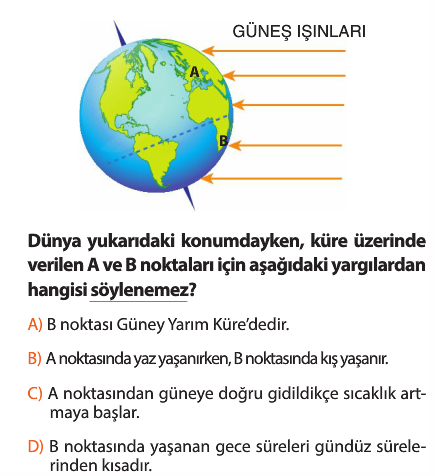 GÜNEŞ IŞINLARI
A
B
Dünya yukarıdaki konumdayken, küre üzerinde
verilen A ve B noktaları için aşağıdaki yargılardan
hangisi söylenemez?
A) B noktası Güney Yarım Küre’dedir.
B) A noktasında yaz yaşanırken, B noktasında kış yaşanır.
C) A noktasından güneye doğru gidildikçe sıcaklık art-
maya başlar.
D) B noktasında yaşanan gece süreleri gündüz sürele-
rinden kısadır.